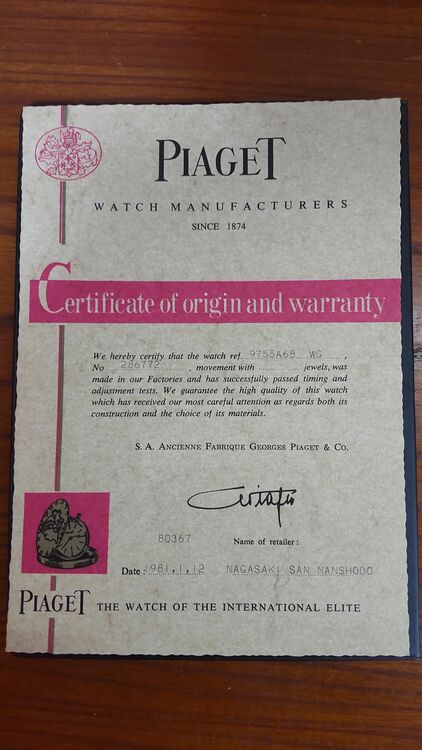 PIAGET
WATCH MANUFACTURERS
SINCE 1874
Certificate of origin and warranty
We hereby certify that the watch ref. 9755A68 WG ,
No 286772 , movement with ............ jewels, was
made in our Factories and has successfully passed timing and
adjustment tests. We guarantee the high quality of this watch
which has received our most careful attention as regards both its
construction and the choice of its materials.
S. A. ANCIENNE FABRIQUE GEORGES PIAGET & CO.
80367 Name of retailer :
Date : 1981,1,12 NAGASAKI SAN NANSHODO
PIAGET THE WATCH OF THE INTERNATIONAL ELITE